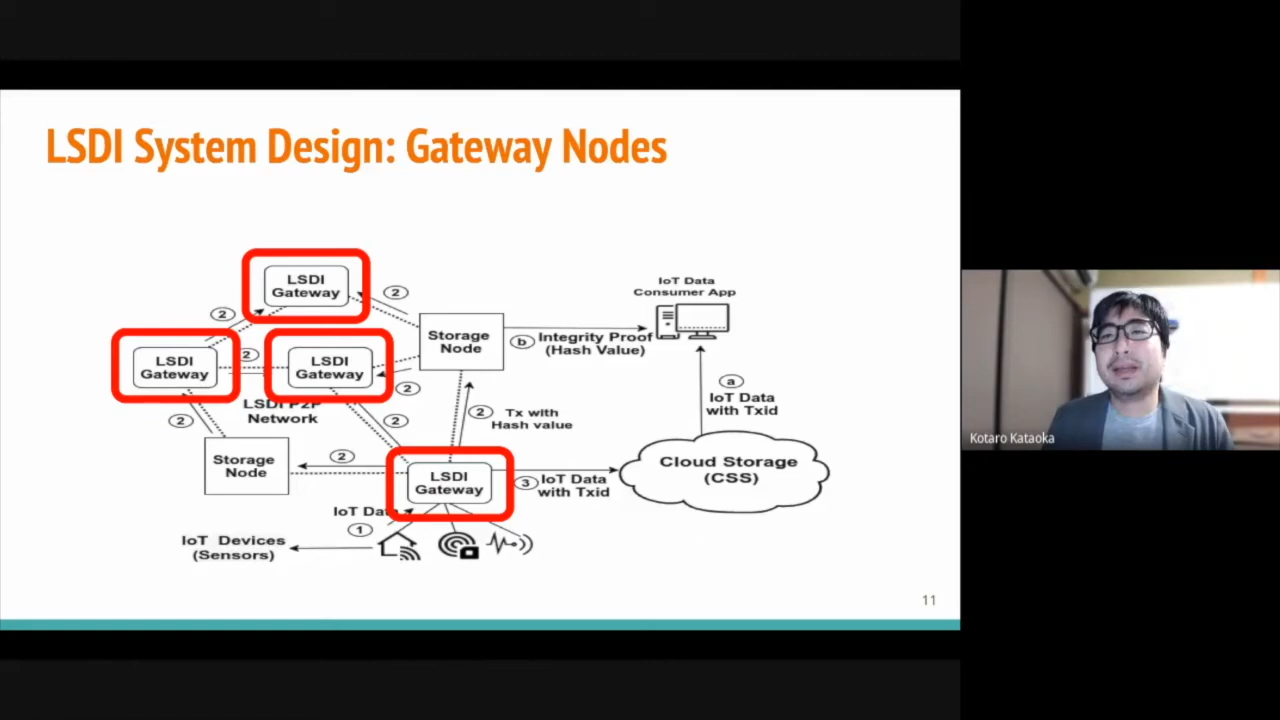 LSDI System Design: Gateway Nodes
LSDI
Gateway
2
2
LSDI
Gateway
2
LSDI
Gateway
2
Storage
Node
b
Integrity Proof
(Hash Value)
IoT Data
Consumer App
a
IoT Data
with Txid
LSDI P2P
Network
2
2
2
Tx with
Hash value
Storage
Node
2
LSDI
Gateway
3
IoT Data
with Txid
Cloud Storage
(CSS)
IoT Data
1
IoT Devices
(Sensors)
11
Kotaro Kataoka